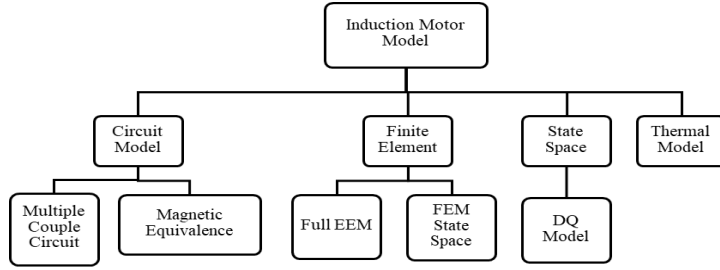 Induction Motor
Model
Circuit
Model
Finite
Element
State
Space
Thermal
Model
Multiple
Couple
Circuit
Magnetic
Equivalence
Full EEM
FEM
State
Space
DQ
Model